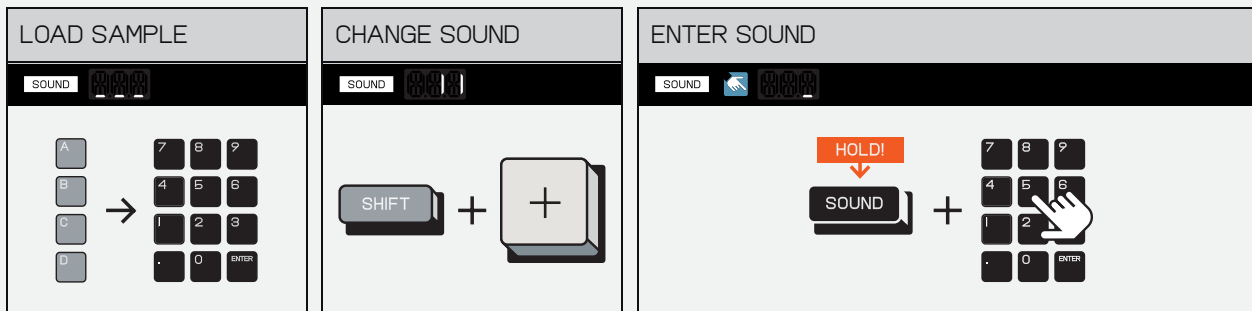 LOAD SAMPLE
SOUND
A
B
C
D
7 8 9
4 5 6
1 2 3
. 0 ENTER
CHANGE SOUND
SOUND
SHIFT + +
ENTER SOUND
SOUND
HOLD!
SOUND +
7 8 9
4 5 6
1 2
. 0 ENTER